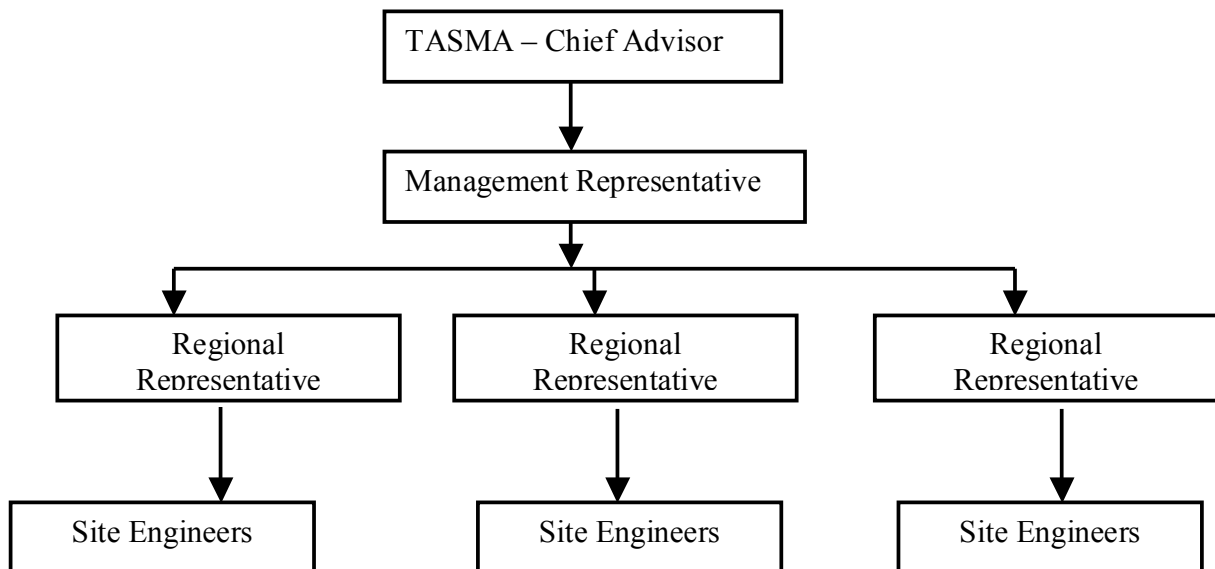 TASMA – Chief Advisor
Management Representative
Regional
Representative
Regional
Representative
Regional
Representative
Site Engineers
Site Engineers
Site Engineers